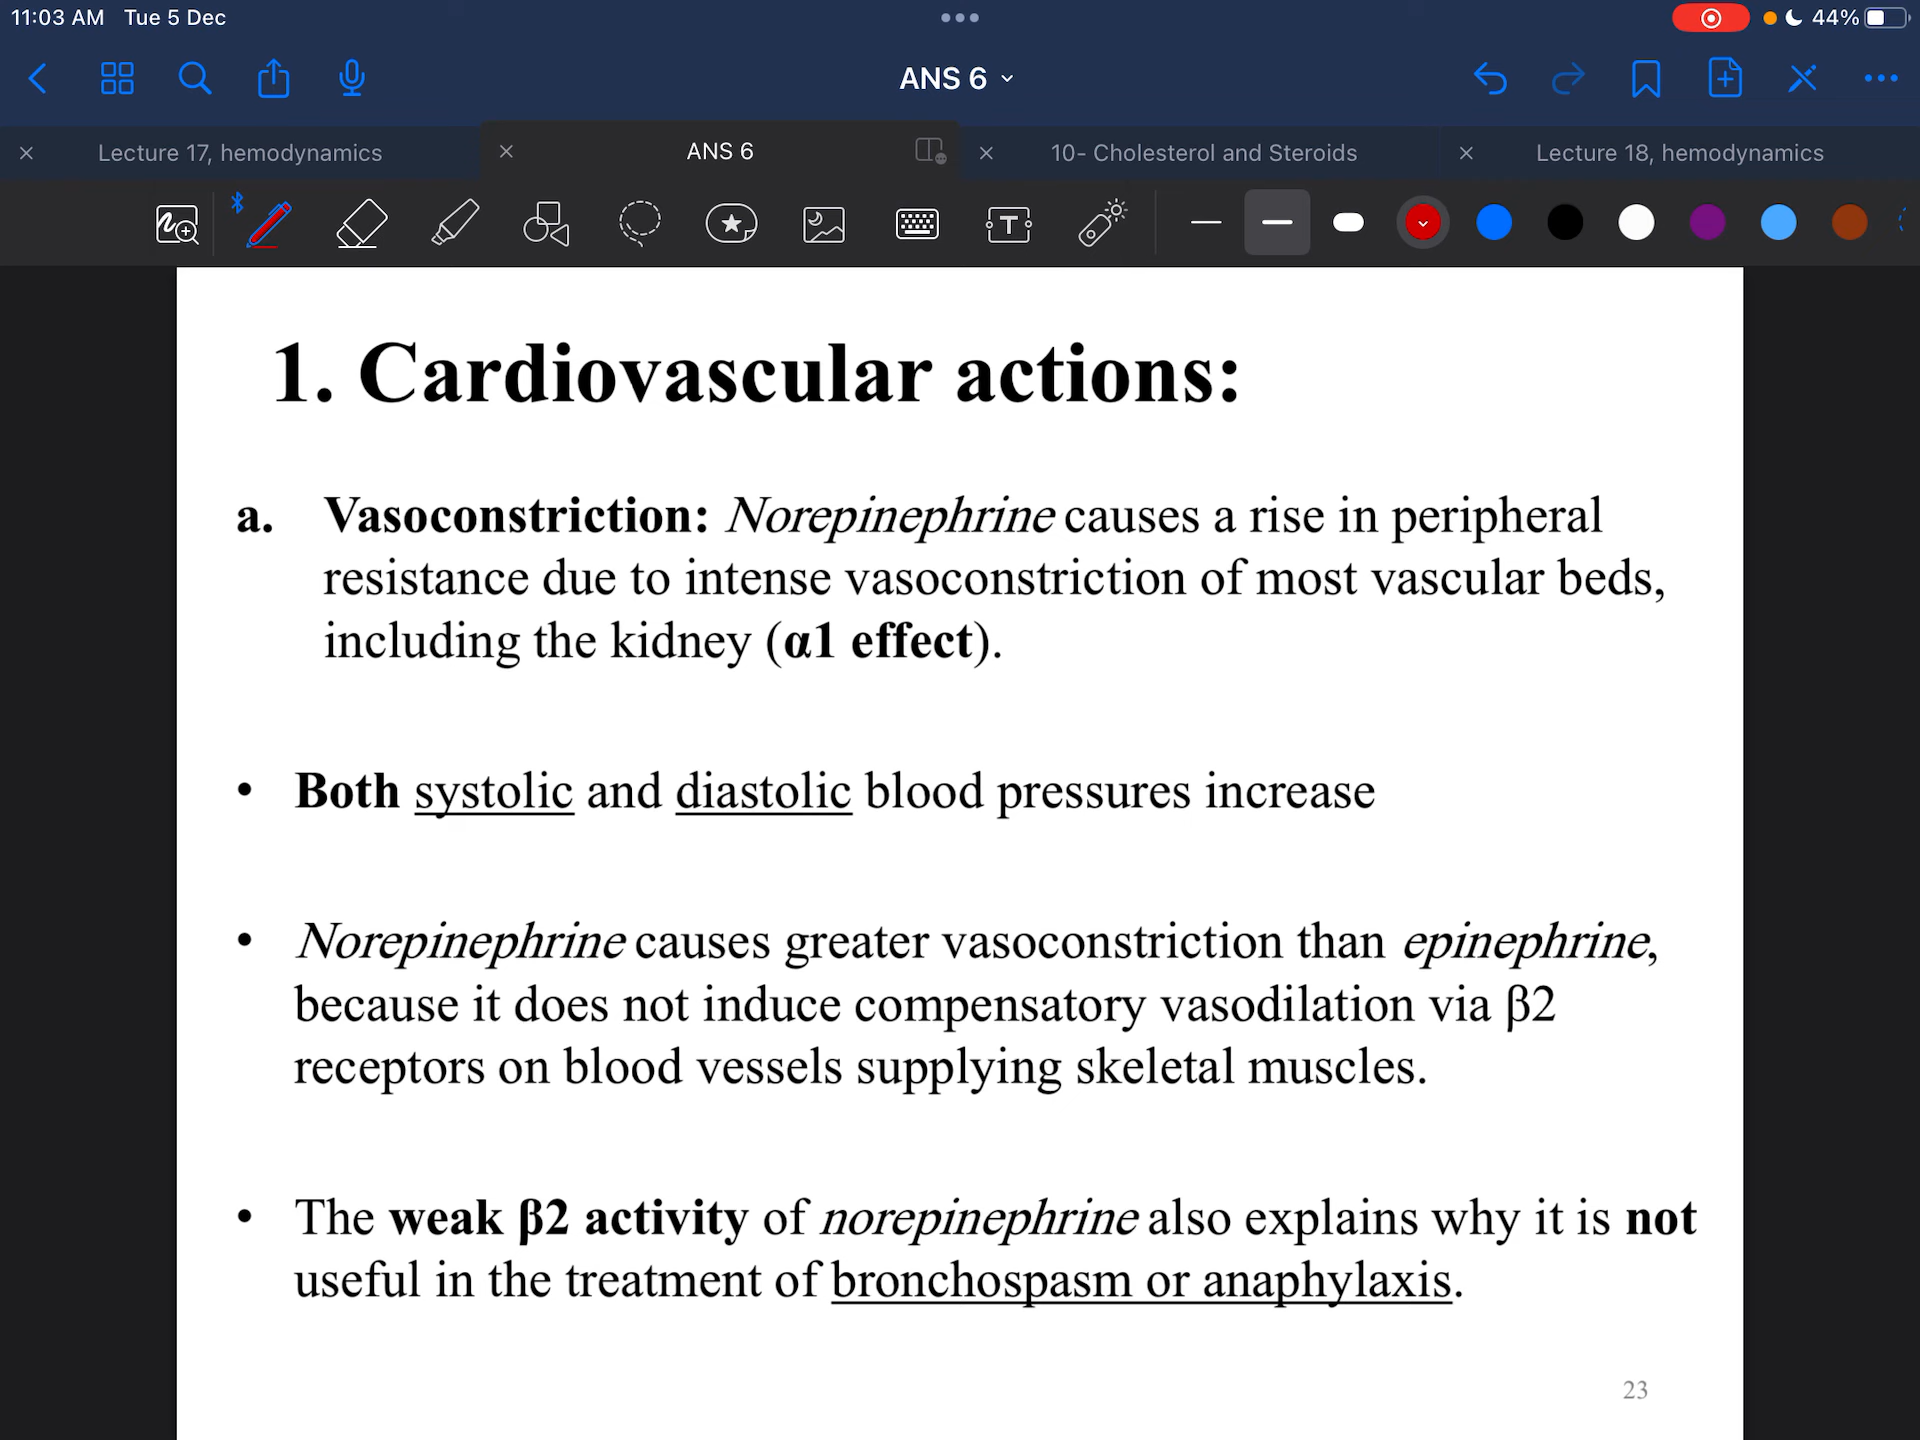 11:03 AM Tue 5 Dec
44%
ANS 6
Lecture 17, hemodynamics
ANS 6
10- Cholesterol and Steroids
Lecture 18, hemodynamics
1. Cardiovascular actions:
a. Vasoconstriction: Norepinephrine causes a rise in peripheral
resistance due to intense vasoconstriction of most vascular beds,
including the kidney (α1 effect).
• Both systolic and diastolic blood pressures increase
• Norepinephrine causes greater vasoconstriction than epinephrine,
because it does not induce compensatory vasodilation via β2
receptors on blood vessels supplying skeletal muscles.
• The weak β2 activity of norepinephrine also explains why it is not
useful in the treatment of bronchospasm or anaphylaxis.
23